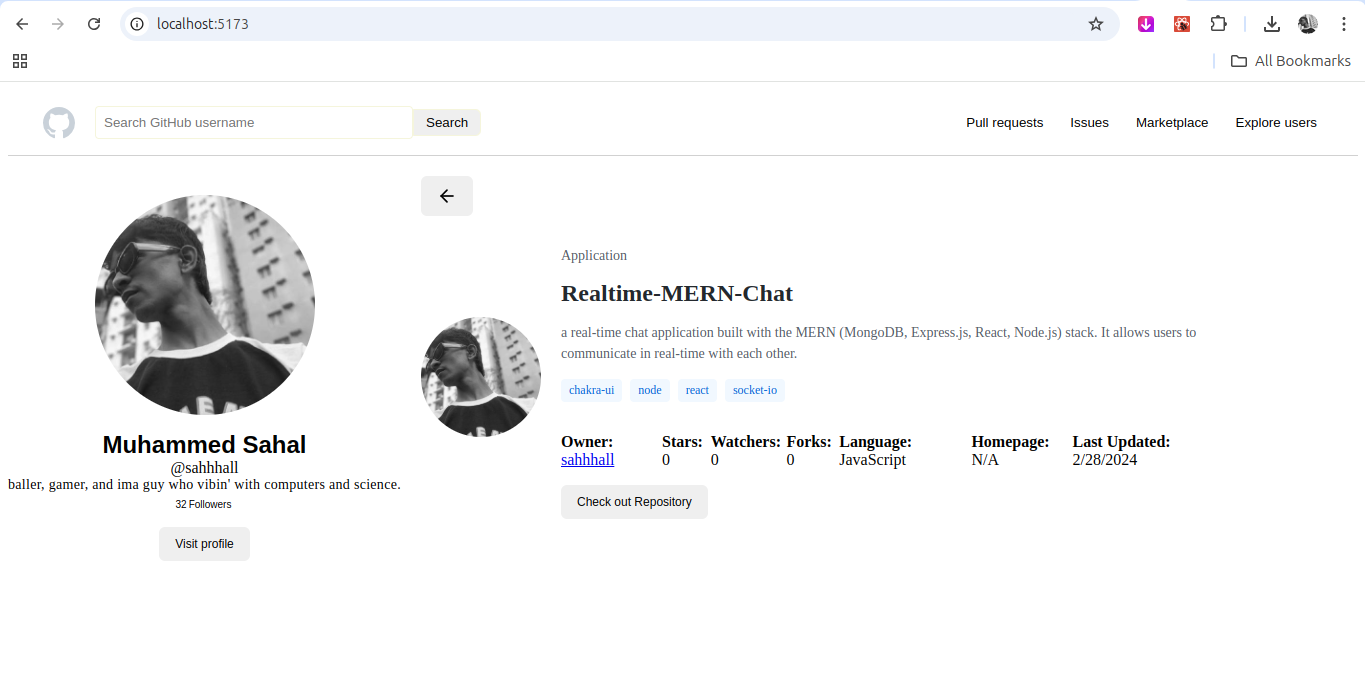 localhost:5173
All Bookmarks
Search GitHub username
Search
Pull requests
Issues
Marketplace
Explore users
Muhammed Sahal
@sahhhall
baller, gamer, and ima guy who vibin' with computers and science.
32 Followers
Visit profile
Application
Realtime-MERN-Chat
a real-time chat application built with the MERN (MongoDB, Express.js, React, Node.js) stack. It allows users to
communicate in real-time with each other.
chakra-ui node react socket-io
Owner: Stars: Watchers: Forks: Language: Homepage: Last Updated:
sahhhall 0 0 0 JavaScript N/A 2/28/2024
Check out Repository